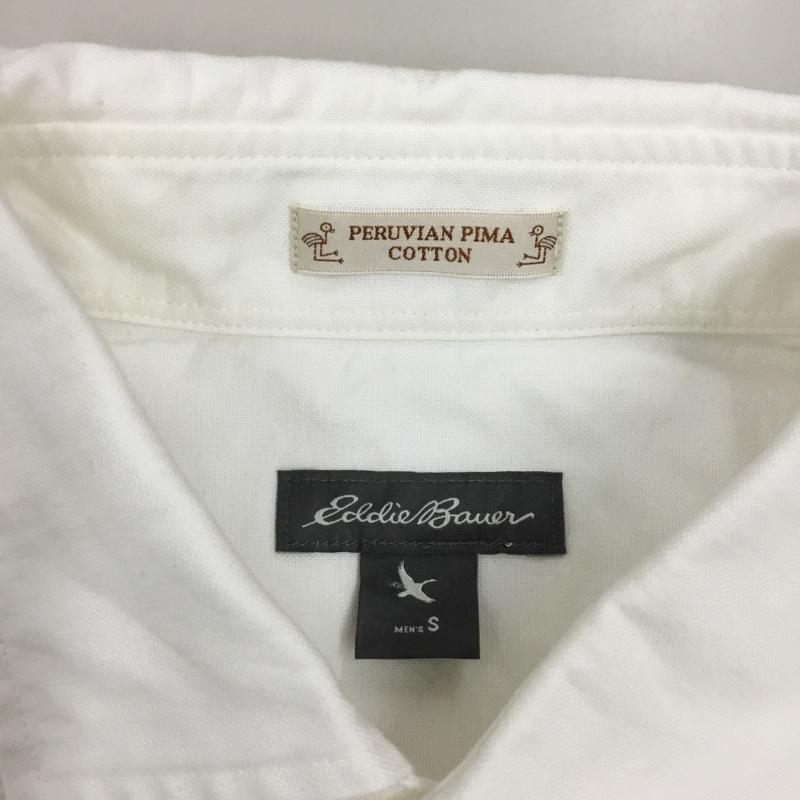 PERUVIAN PIMA
COTTON
Eddie Bauer
MEN'S S